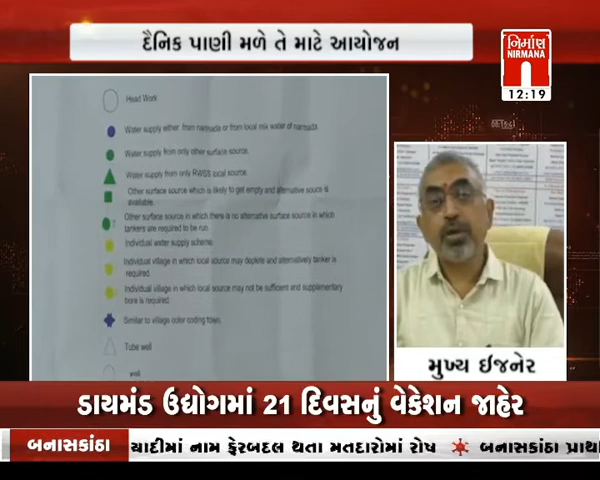 દૈનિક પાણી મળે તે માટે આયોજન
નિર્માણ
NIRMANA
12:19
Head Work
Water supply either from narmada or from local mix water of narmada
Water supply from only other surface source.
Water supply from only RWSS local source.
Other surface source which is likely to get empty and alternative souce is
available.
Other surface source in which there is no alternative surface source in which
tankers are required to be run.
Individual water supply scheme.
Individual village in which local source may deplete and alternatively tanker is
required.
Individual village in which local source may not be sufficient and supplementary
bore is required.
Similar to village color coding town.
Tube well
well
મુખ્ય ઈજનેર
ડાયમંડ ઉદ્યોગમાં 21 દિવસનું વેકેશન જાહેર
બનાસકાંઠા યાદીમાં નામ ફેરબદલ થતા મતદારોમાં રોષ બનાસકાંઠા પ્રાથ